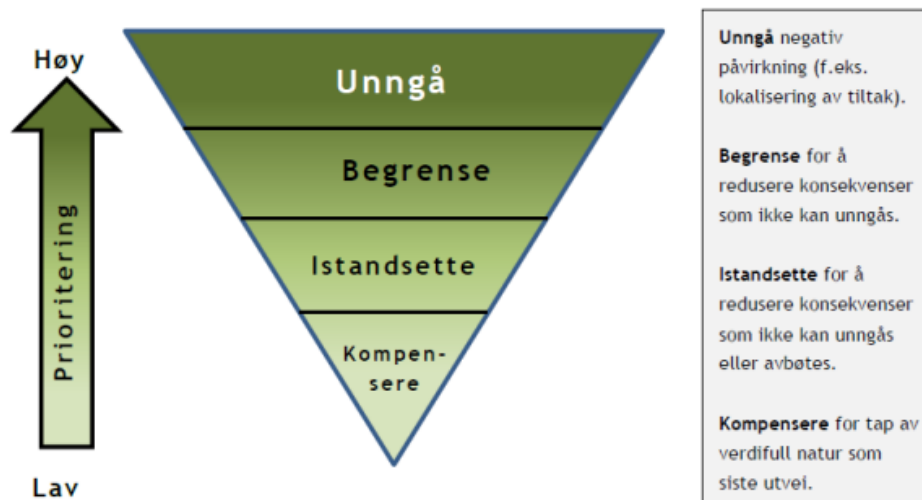 Høy
Prioritering
Lav
Unngå
Begrense
Istandsette
Kompen-
sere
Unngå negativ
påvirkning (f.eks.
lokalisering av tiltak).
Begrense for å
redusere konsekvenser
som ikke kan unngås.
Istandsette for å
redusere konsekvenser
som ikke kan unngås
eller avbøtes.
Kompensere for tap av
verdifull natur som
siste utvei.